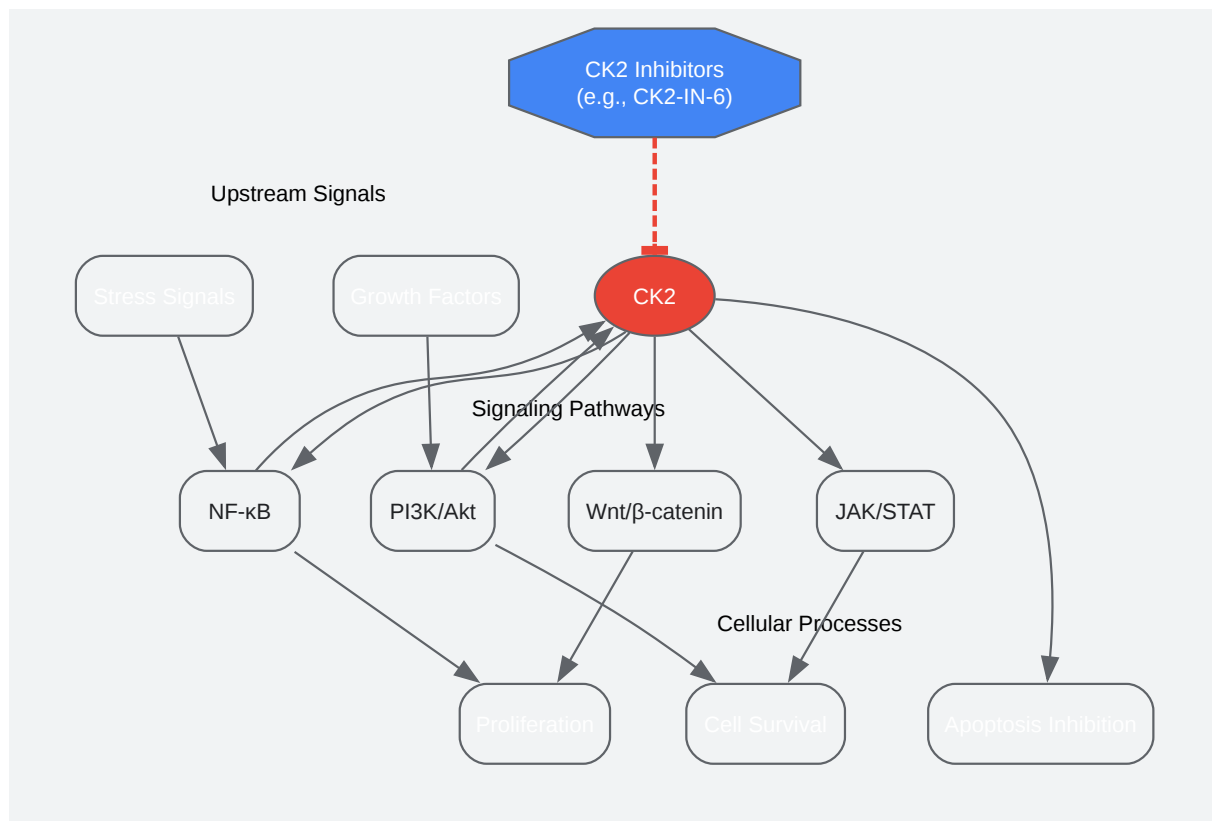 CK2 Inhibitors
(e.g., CK2-IN-6)
Upstream Signals
Stress Signals
Growth Factors
CK2
Signaling Pathways
NF-κB
PI3K/Akt
Wnt/β-catenin
JAK/STAT
Cellular Processes
Proliferation
Cell Survival
Apoptosis Inhibition